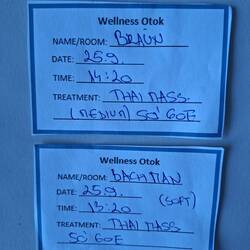 Wellness Otok
NAME/ROOM: BRAUN
DATE: 25.9.
TIME: 14:20
TREATMENT: THAI MASS.
(MEDIUM) 50' 60E
Wellness Otok
NAME/ROOM: BACHMAN
DATE: 25.9. (SOFT)
TIME: 13:20
TREATMENT: THAI MASS
50' 60E